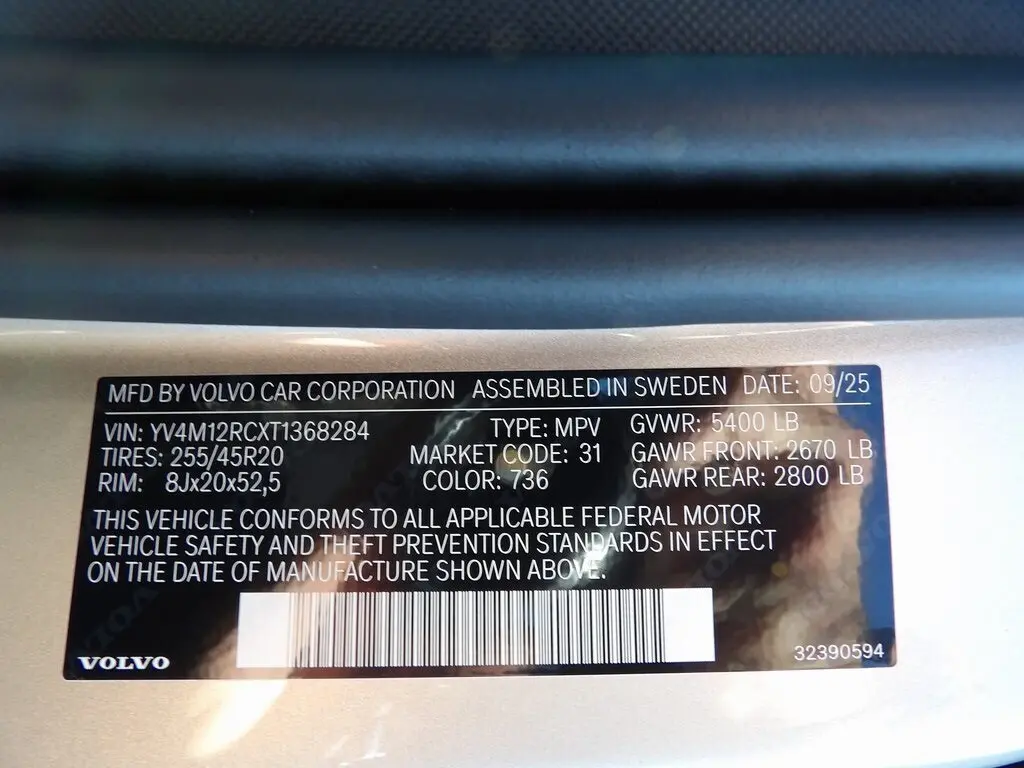 MFD BY VOLVO CAR CORPORATION ASSEMBLED IN SWEDEN DATE: 09/25
VIN: YV4M12RCXT1368284 TYPE: MPV GVWR: 5400 LB
TIRES: 255/45R20 MARKET CODE: 31 GAWR FRONT: 2670 LB
RIM: 8Jx20x52,5 COLOR: 736 GAWR REAR: 2800 LB
THIS VEHICLE CONFORMS TO ALL APPLICABLE FEDERAL MOTOR
VEHICLE SAFETY AND THEFT PREVENTION STANDARDS IN EFFECT
ON THE DATE OF MANUFACTURE SHOWN ABOVE.
VOLVO 32390594